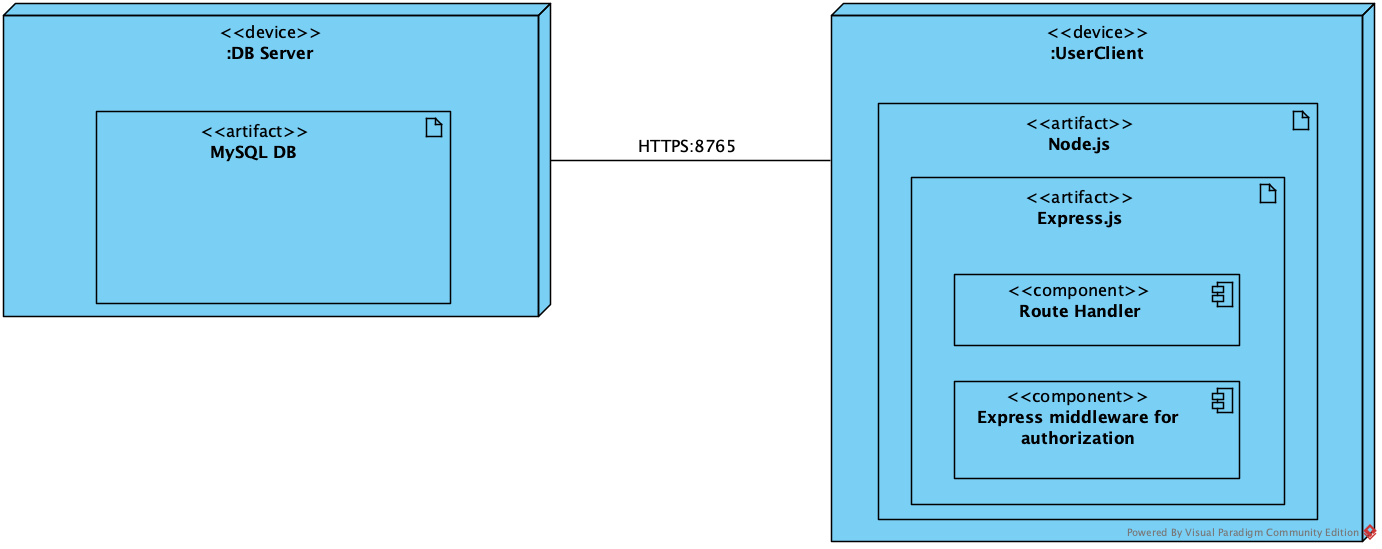 <<device>>
:DB Server
<<artifact>>
MySQL DB
HTTPS:8765
<<device>>
:UserClient
<<artifact>>
Node.js
<<artifact>>
Express.js
<<component>>
Route Handler
<<component>>
Express middleware for
authorization
Powered By Visual Paradigm Community Edition